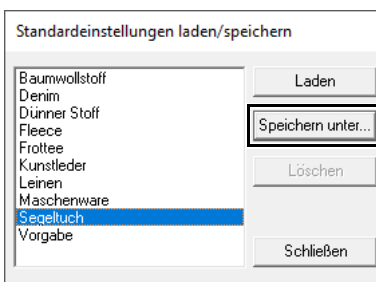 Standardeinstellungen laden/speichern
Baumwollstoff
Denim
Dünner Stoff
Fleece
Frottee
Kunstleder
Leinen
Maschenware
Segeltuch
Vorgabe
Laden
Speichern unter...
Löschen
Schließen